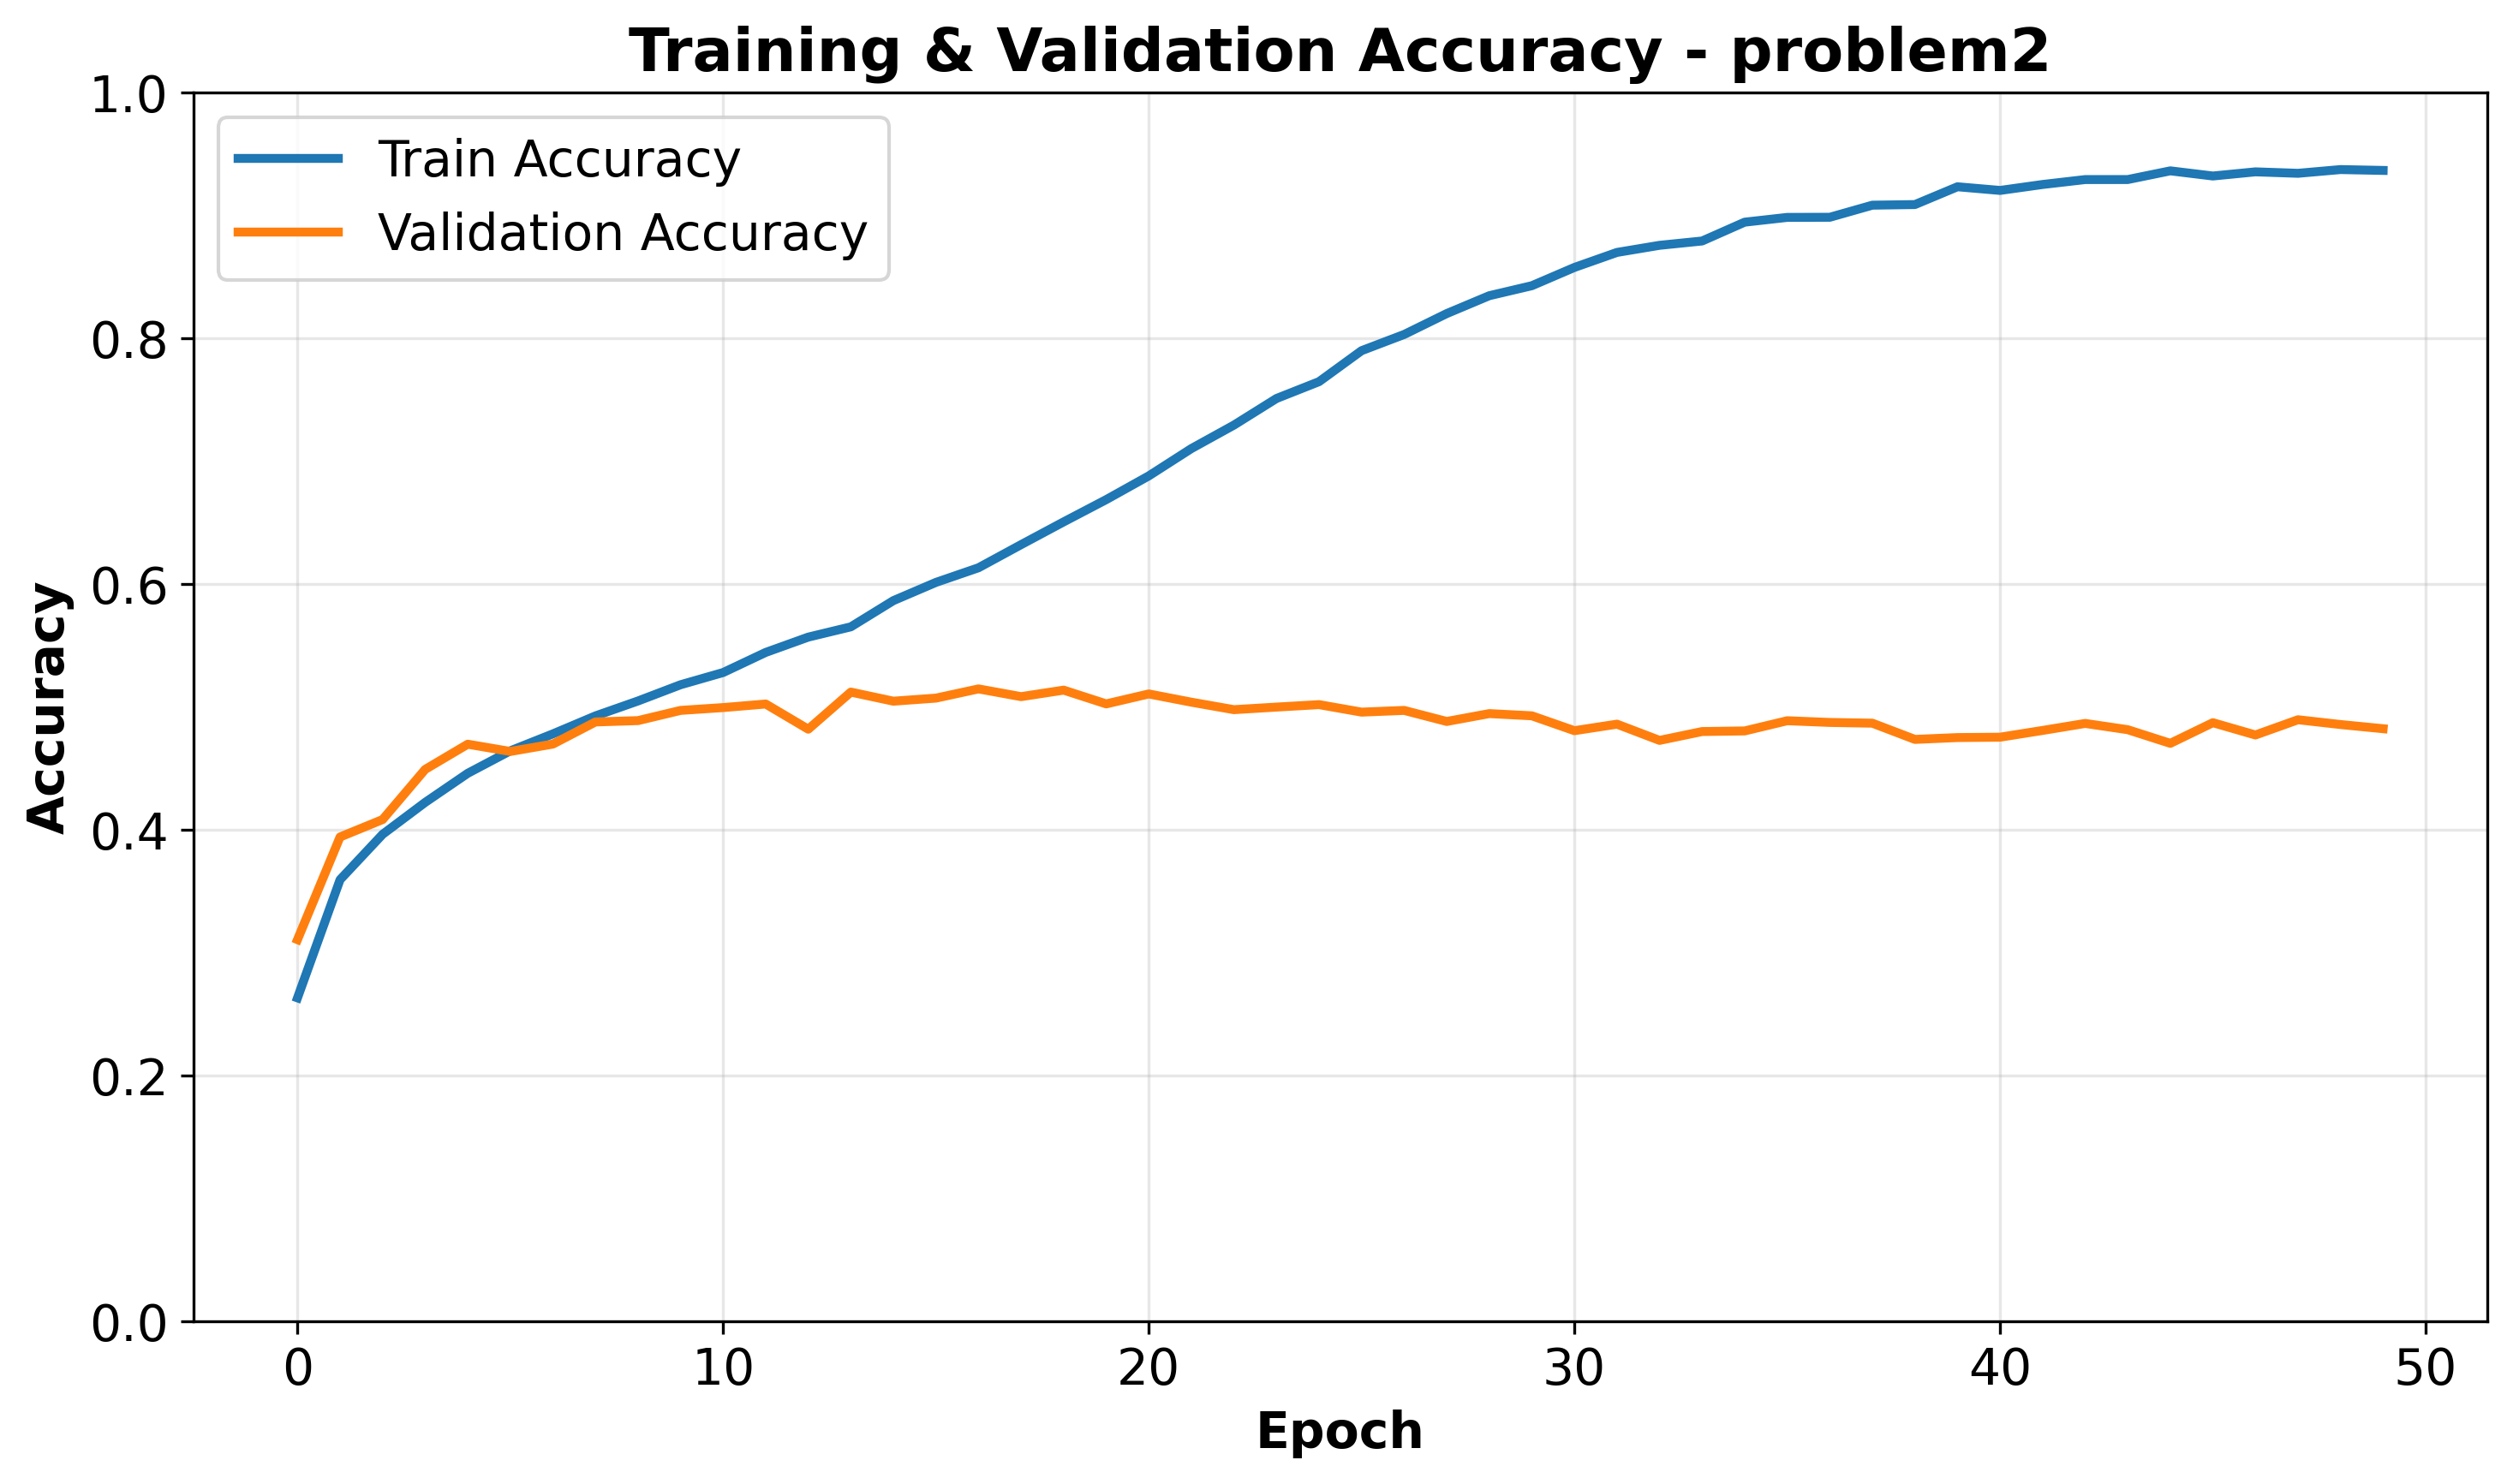 Training & Validation Accuracy - problem2
Train Accuracy
Validation Accuracy
1.0
0.8
0.6
0.4
0.2
0.0
Accuracy
0 10 20 30 40 50
Epoch